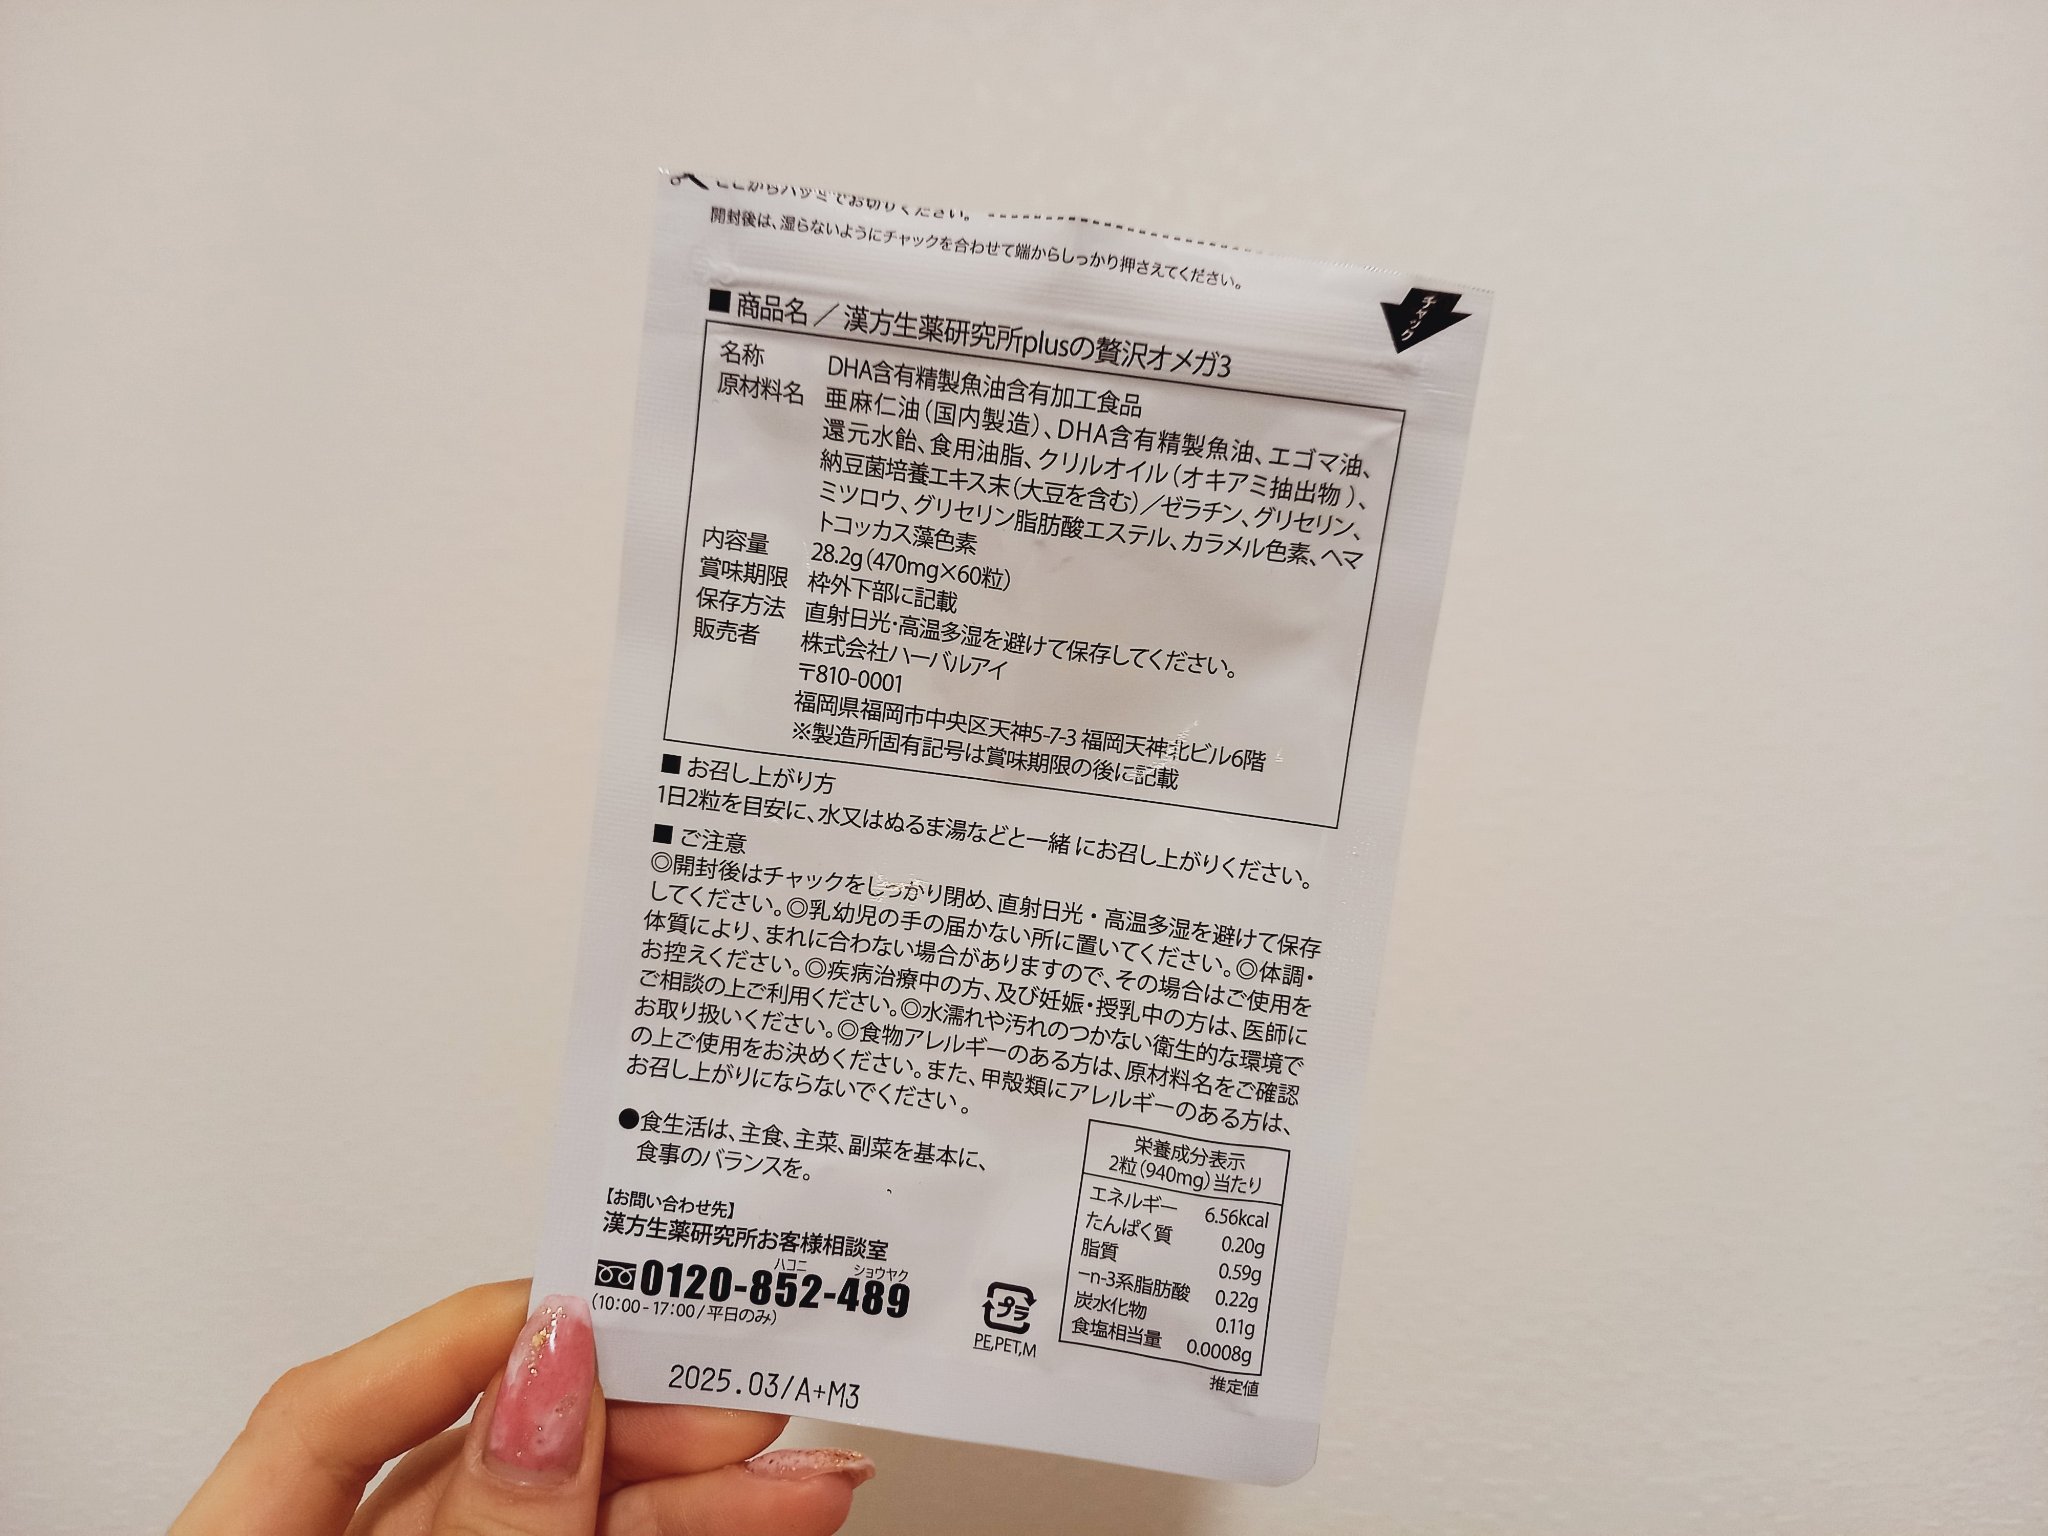 ここからハサミでお切りください。
開封後は、湿らないようにチャックを合わせて端からしっかり押さえてください。
チャック
■商品名／漢方生薬研究所plusの贅沢オメガ3
名称 DHA含有精製魚油含有加工食品
原材料名 亜麻仁油（国内製造）、DHA含有精製魚油、エゴマ油、
還元水飴、食用油脂、クリルオイル（オキアミ抽出物）、
納豆菌培養エキス末（大豆を含む）／ゼラチン、グリセリン、
ミツロウ、グリセリン脂肪酸エステル、カラメル色素、ヘマ
トコッカス藻色素
内容量 28.2g（470mg×60粒）
賞味期限 枠外下部に記載
保存方法 直射日光・高温多湿を避けて保存してください。
販売者 株式会社ハーバルアイ
〒810-0001
福岡県福岡市中央区天神5-7-3 福岡天神北ビル6階
※製造所固有記号は賞味期限の後に記載
■お召し上がり方
1日2粒を目安に、水又はぬるま湯などと一緒にお召し上がりください。
■ご注意
◎開封後はチャックをしっかり閉め、直射日光・高温多湿を避けて保存
してください。◎乳幼児の手の届かない所に置いてください。◎体調・
体質により、まれに合わない場合がありますので、その場合はご使用を
お控えください。◎疾病治療中の方、及び妊娠・授乳中の方は、医師に
ご相談の上ご利用ください。◎水濡れや汚れのつかない衛生的な環境で
お取り扱いください。◎食物アレルギーのある方は、原材料名をご確認
の上ご使用をお決めください。また、甲殻類にアレルギーのある方は、
お召し上がりにならないでください。
●食生活は、主食、主菜、副菜を基本に、
食事のバランスを。
【お問い合わせ先】
漢方生薬研究所お客様相談室
ハコニ ショウヤク
0120-852-489
（10:00-17:00/平日のみ）
プラ
PE,PET,M
栄養成分表示
2粒（940mg）当たり
エネルギー 6.56kcal
たんぱく質 0.20g
脂質 0.59g
−n-3系脂肪酸 0.22g
炭水化物 0.11g
食塩相当量 0.0008g
推定値
2025.03/A+M3